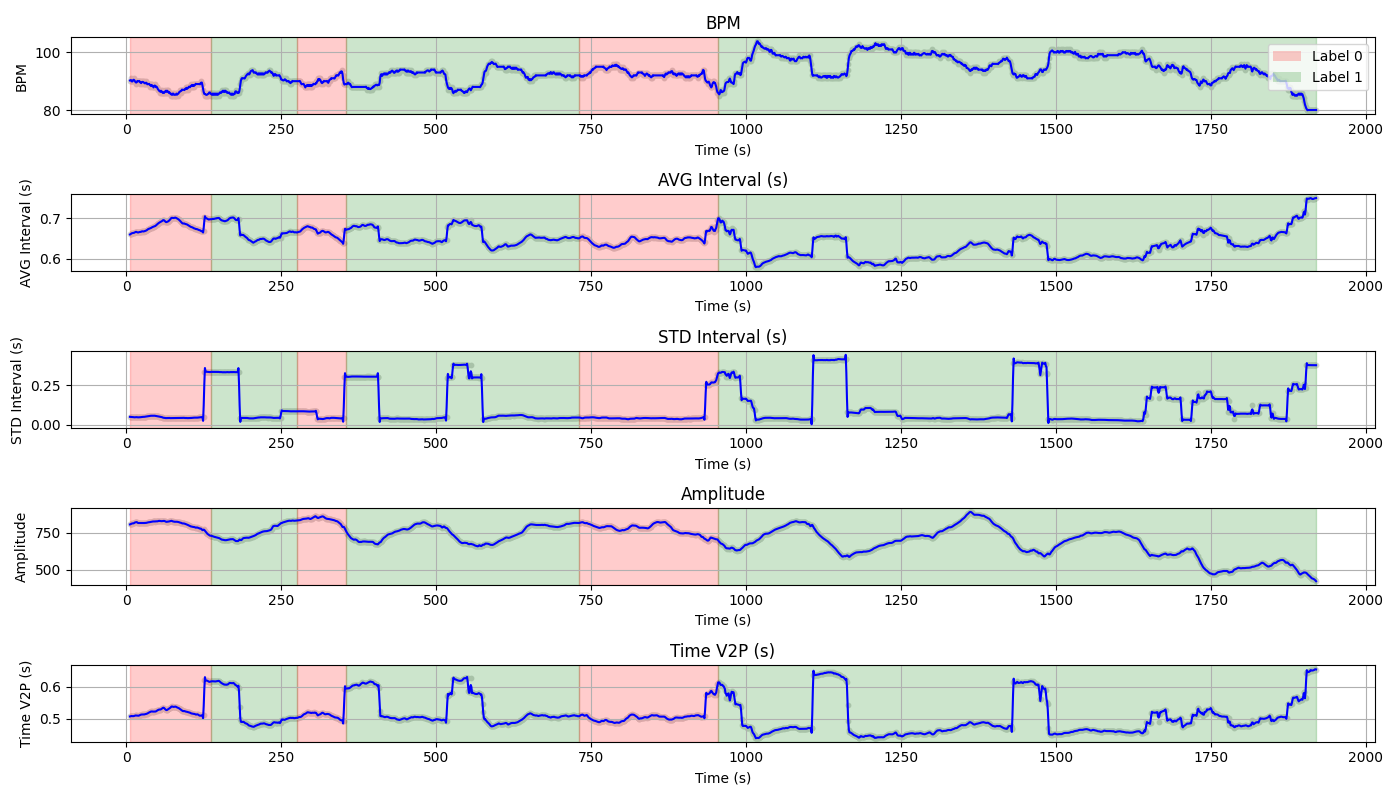 BPM
BPM
100
80
Label 0
Label 1
0 250 500 750 1000 1250 1500 1750 2000
Time (s)
AVG Interval (s)
AVG Interval (s)
0.7
0.6
0 250 500 750 1000 1250 1500 1750 2000
Time (s)
STD Interval (s)
STD Interval (s)
0.25
0.00
0 250 500 750 1000 1250 1500 1750 2000
Time (s)
Amplitude
Amplitude
750
500
0 250 500 750 1000 1250 1500 1750 2000
Time (s)
Time V2P (s)
Time V2P (s)
0.6
0.5
0 250 500 750 1000 1250 1500 1750 2000
Time (s)